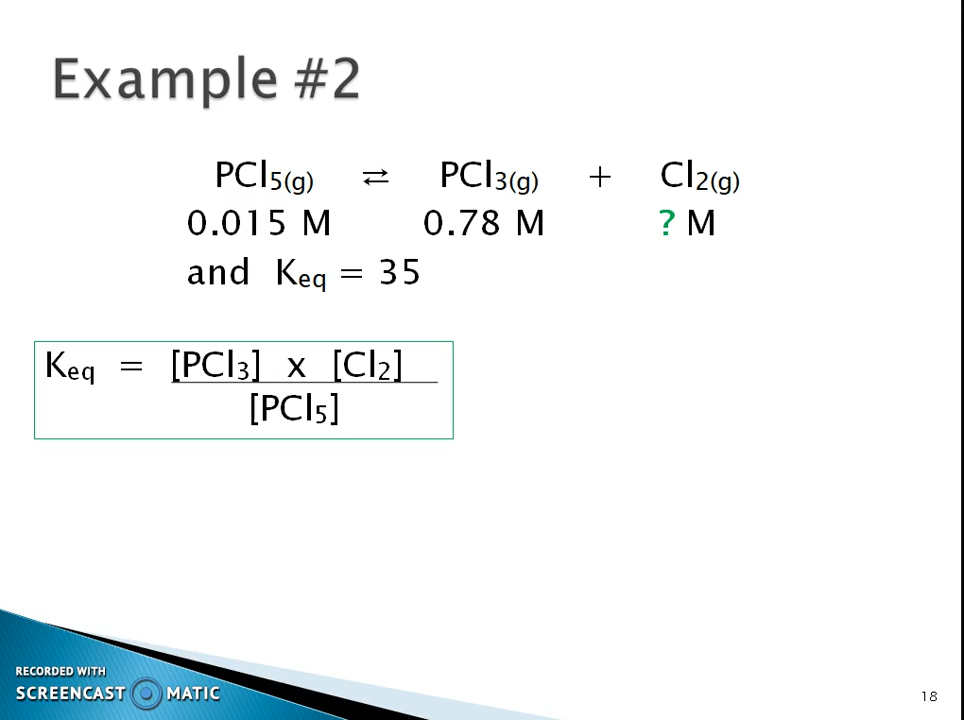 Example #2
PCl5(g) ⇄ PCl3(g) + Cl2(g)
0.015 M 0.78 M ? M
and Keq = 35
Keq = [PCl3] x [Cl2]
[PCl5]
RECORDED WITH
SCREENCAST MATIC
18